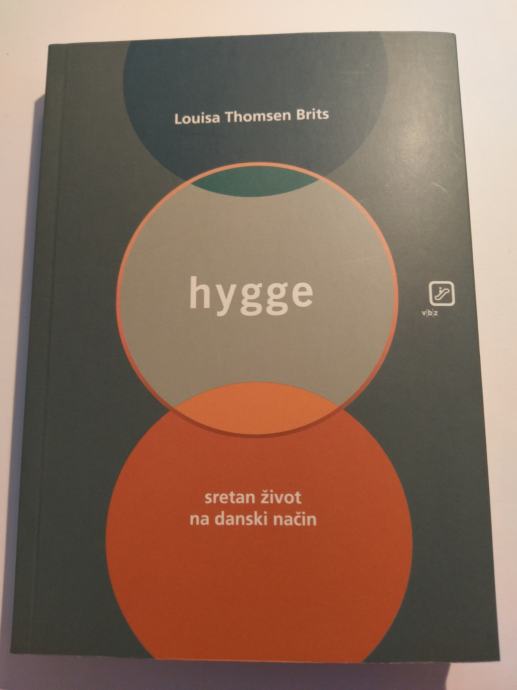 Louisa Thomsen Brits
hygge
v|b|z
sretan život
na danski način